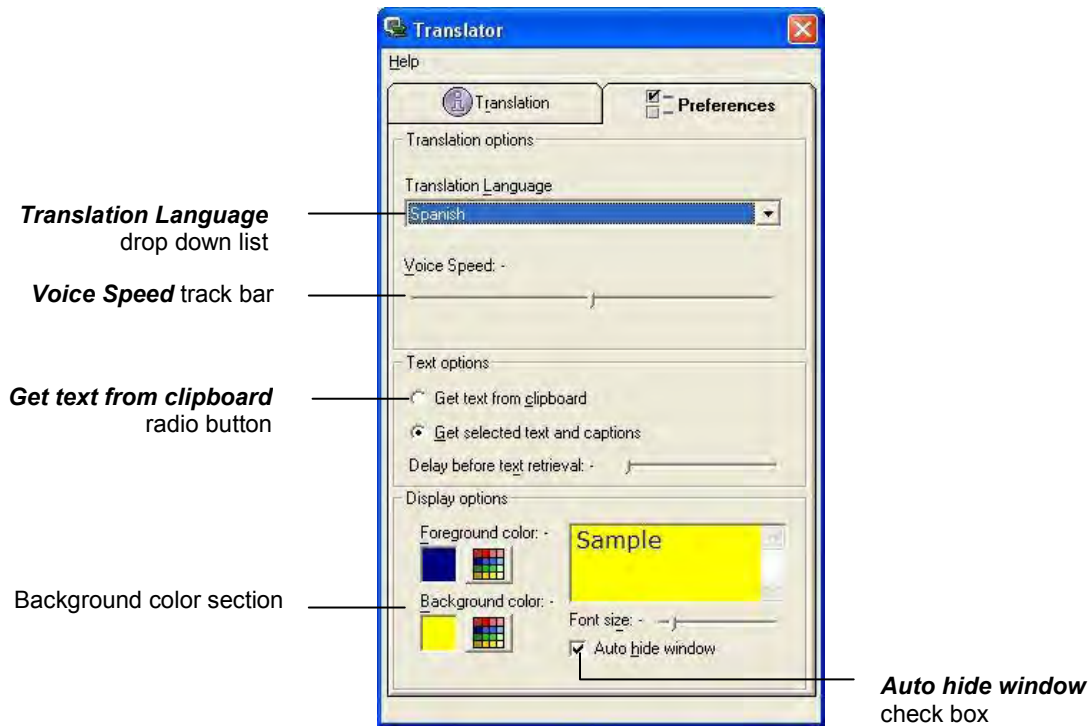 Translator
Help
Translation
Preferences
Translation options
Translation Language
Spanish
Translation Language
drop down list
Voice Speed: -
Voice Speed track bar
Text options
Get text from clipboard
Get text from clipboard
radio button
Get selected text and captions
Delay before text retrieval: -
Display options
Foreground color: -
Sample
Background color section
Background color: -
Font size: -
Auto hide window
Auto hide window
check box